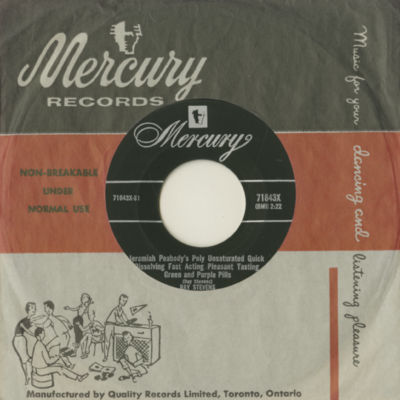 Mercury
RECORDS
Music for your dancing and listening pleasure
NON-BREAKABLE
UNDER
NORMAL USE
Mercury
71843X
(BMI) 2:22
Jeremiah Peabody's Poly Unsaturated Quick
Dissolving Fast Acting Pleasant Tasting
Green and Purple Pills
(Ray Stevens)
RAY STEVENS
Manufactured by Quality Records Limited, Toronto, Ontario